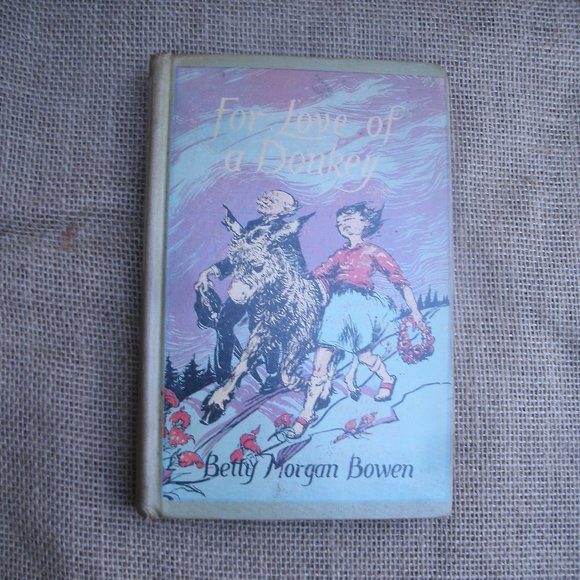 For Love of
a Donkey
Betty Morgan Bowen